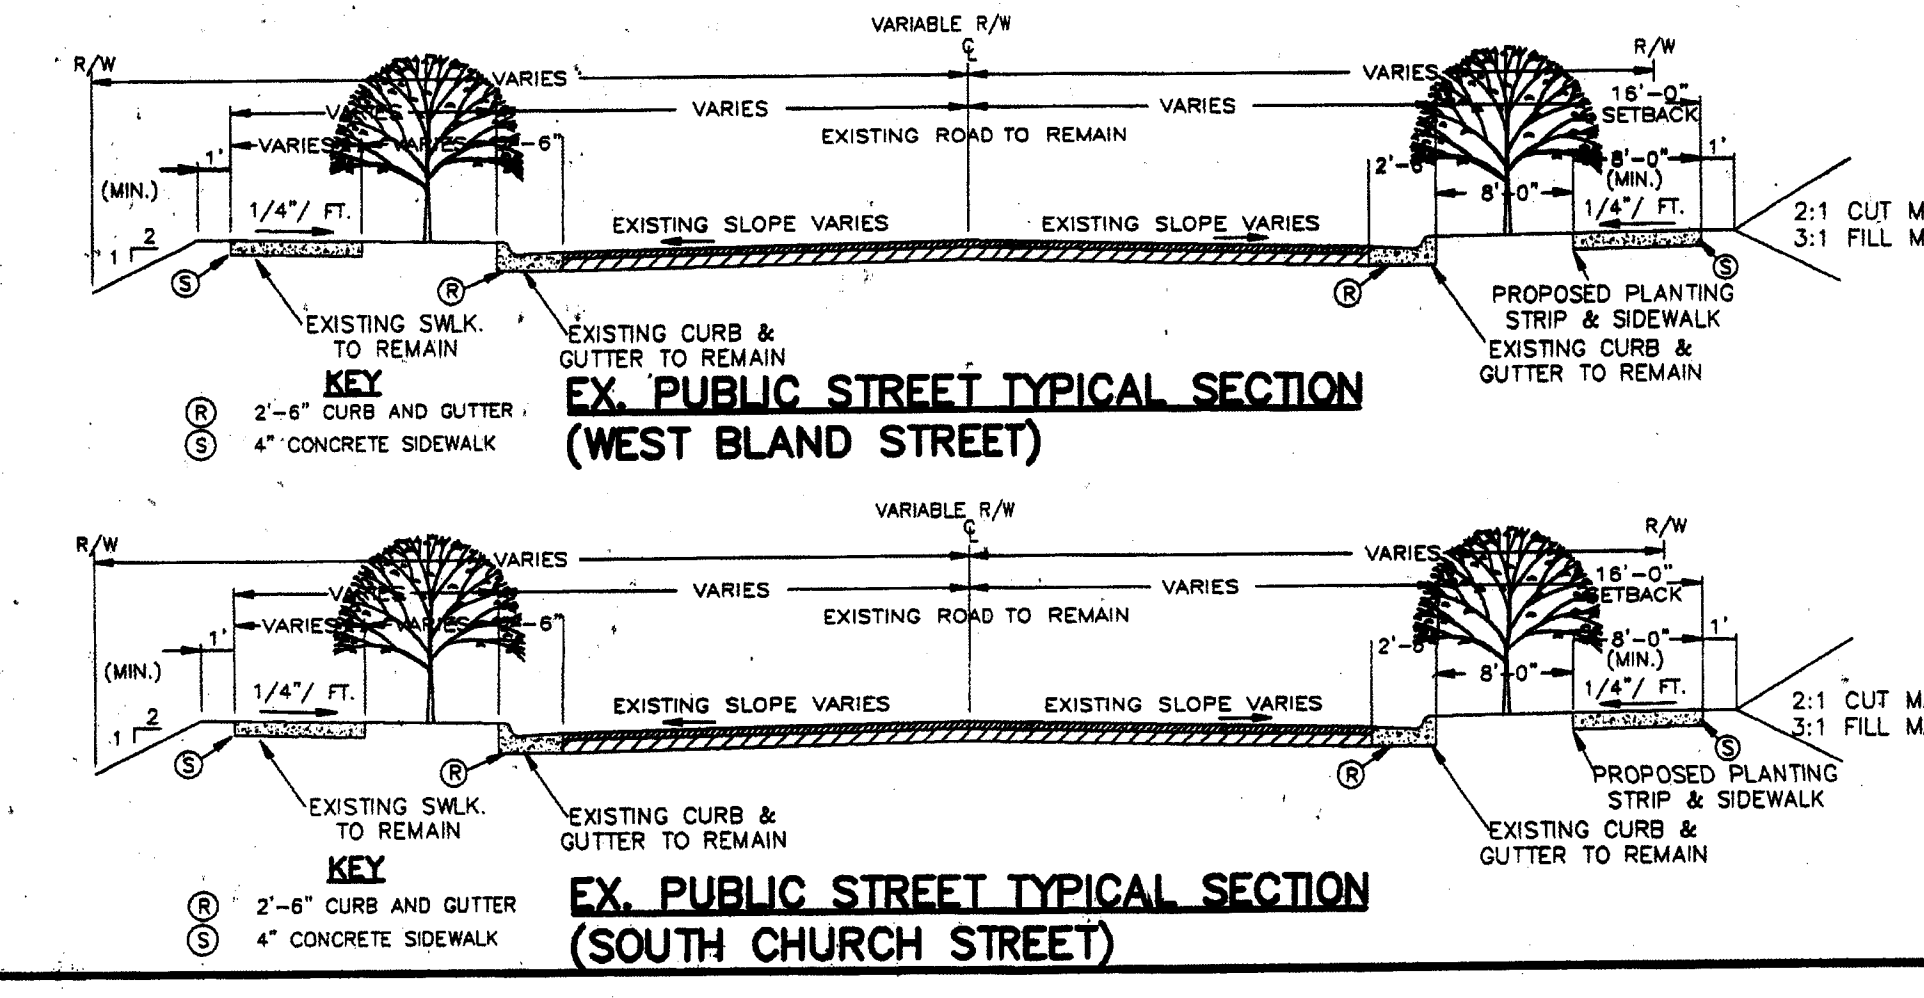 VARIABLE R/W
℄
R/W
R/W
VARIES
VARIES
VARIES
VARIES
16'-0"
SETBACK
EXISTING ROAD TO REMAIN
VARIES
VARIES
-6"
2'-6
1'
(MIN.)
8'-0"
8'-0"
(MIN.)
1'
1/4"/ FT.
EXISTING SLOPE VARIES
EXISTING SLOPE VARIES
1/4"/ FT.
2:1 CUT M
3:1 FILL M
2
1
S
R
R
S
EXISTING SWLK.
TO REMAIN
EXISTING CURB &
GUTTER TO REMAIN
PROPOSED PLANTING
STRIP & SIDEWALK
EXISTING CURB &
GUTTER TO REMAIN
KEY
R 2'-6" CURB AND GUTTER
S 4" CONCRETE SIDEWALK
EX. PUBLIC STREET TYPICAL SECTION
(WEST BLAND STREET)
VARIABLE R/W
℄
R/W
R/W
VARIES
VARIES
VARIES
VARIES
16'-0"
SETBACK
EXISTING ROAD TO REMAIN
VARIES
VARIES
-6"
2'-6
1'
(MIN.)
8'-0"
8'-0"
(MIN.)
1'
1/4"/ FT.
EXISTING SLOPE VARIES
EXISTING SLOPE VARIES
1/4"/ FT.
2:1 CUT M
3:1 FILL M
2
1
S
R
R
S
EXISTING SWLK.
TO REMAIN
EXISTING CURB &
GUTTER TO REMAIN
PROPOSED PLANTING
STRIP & SIDEWALK
EXISTING CURB &
GUTTER TO REMAIN
KEY
R 2'-6" CURB AND GUTTER
S 4" CONCRETE SIDEWALK
EX. PUBLIC STREET TYPICAL SECTION
(SOUTH CHURCH STREET)